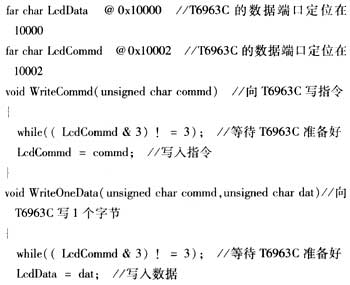 far char LcdData @ 0x10000 //T6963C 的数据端口定位在
10000
far char LcdCommd @ 0x10002 //T6963C 的数据端口定位在
10002
void WriteCommd(unsigned char commd) //向 T6963C 写指令
{
while(( LcdCommd & 3) ! = 3); //等待 T6963C 准备好
LcdCommd = commd; //写入指令
}
void WriteOneData(unsigned char commd,unsigned char dat)//向
T6963C 写 1 个字节
{
while(( LcdCommd & 3) ! = 3); //等待 T6963C 准备好
LcdData = dat; //写入数据